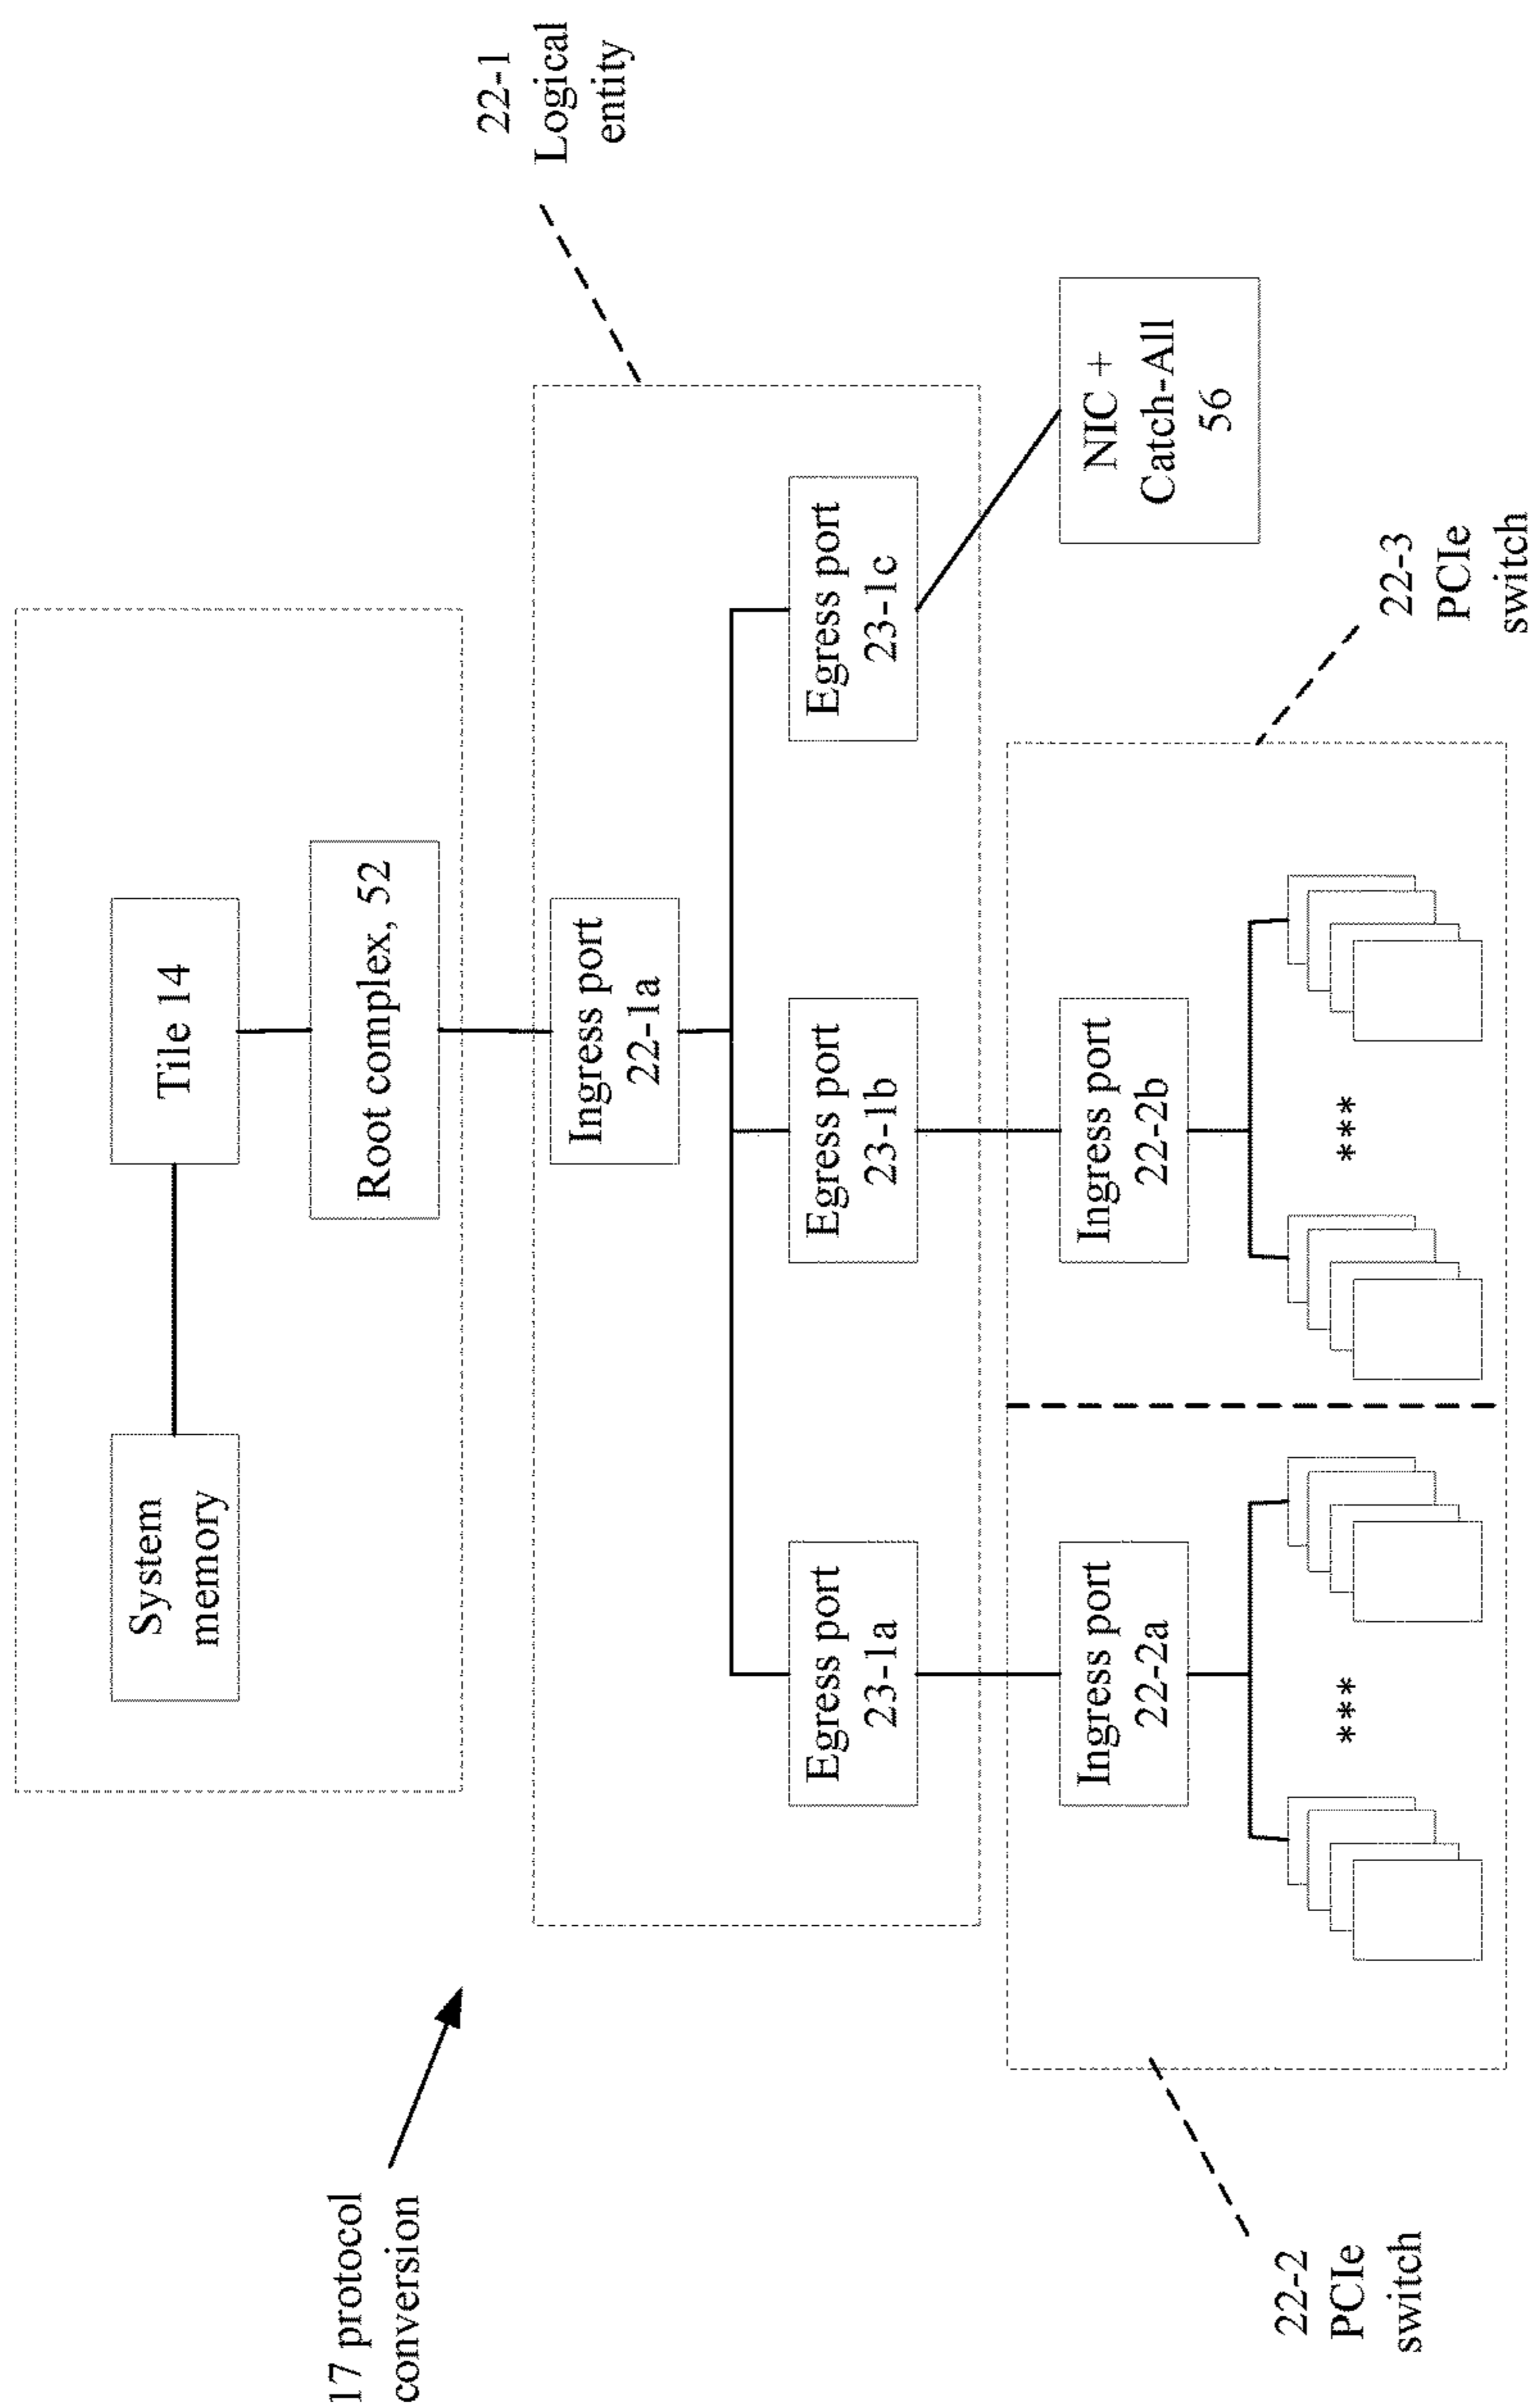 17 protocol
conversion
System
memory
Tile 14
Root complex, 52
22-1
Logical
entity
Ingress port
22-1a
Egress port
23-1a
Egress port
23-1b
Egress port
23-1c
Ingress port
22-2a
Ingress port
22-2b
NIC +
Catch-All
56
***
***
22-2
PCIe
switch
22-3
PCIe
switch